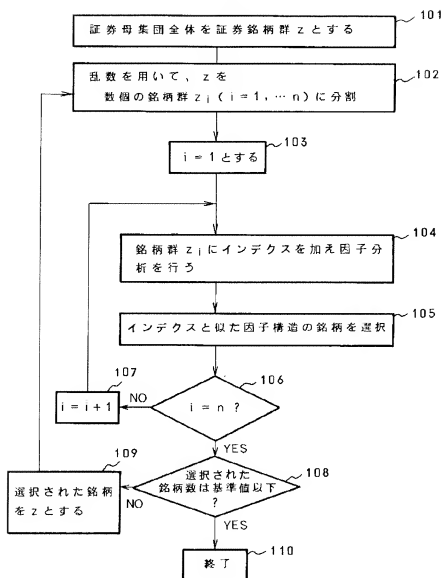 101
証券母集団全体を証券銘柄群zとする
102
乱数を用いて、zを
数個の銘柄群zi(i=1,…n)に分割
103
i=1とする
104
銘柄群ziにインデクスを加え因子分
析を行う
105
インデクスと似た因子構造の銘柄を選択
106
i=n?
107
i=i+1
NO
YES
108
選択された
銘柄数は基準値以下
?
109
選択された銘柄
をzとする
NO
YES
110
終了